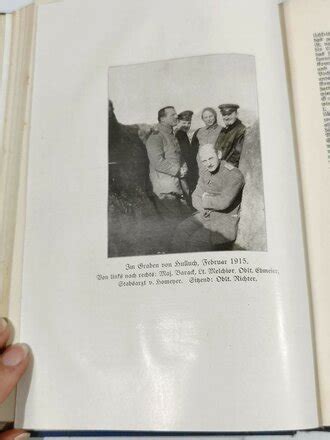 Im Graben von Hulluch, Februar 1915.
Von links nach rechts: Maj. Barack, Lt. Melchior, Oblt. Ehmeier,
Stabsarzt v. Homeyer. Sitzend: Oblt. Richter.